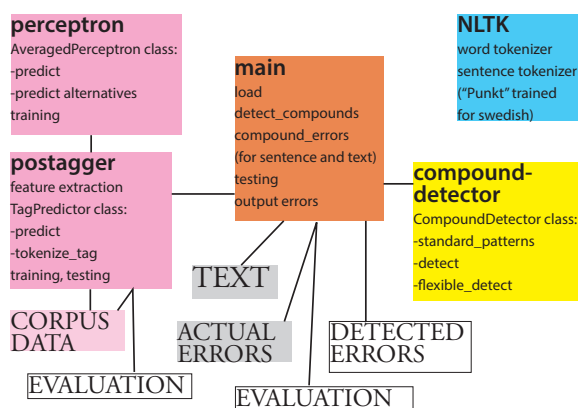 perceptron
AveragedPerceptron class:
-predict
-predict alternatives
training
postagger
feature extraction
TagPredictor class:
-predict
-tokenize_tag
training, testing
CORPUS
DATA
EVALUATION
main
load
detect_compounds
compound_errors
(for sentence and text)
testing
output errors
TEXT
ACTUAL
ERRORS
EVALUATION
DETECTED
ERRORS
NLTK
word tokenizer
sentence tokenizer
(“Punkt” trained
for swedish)
compound-
detector
CompoundDetector class:
-standard_patterns
-detect
-flexible_detect